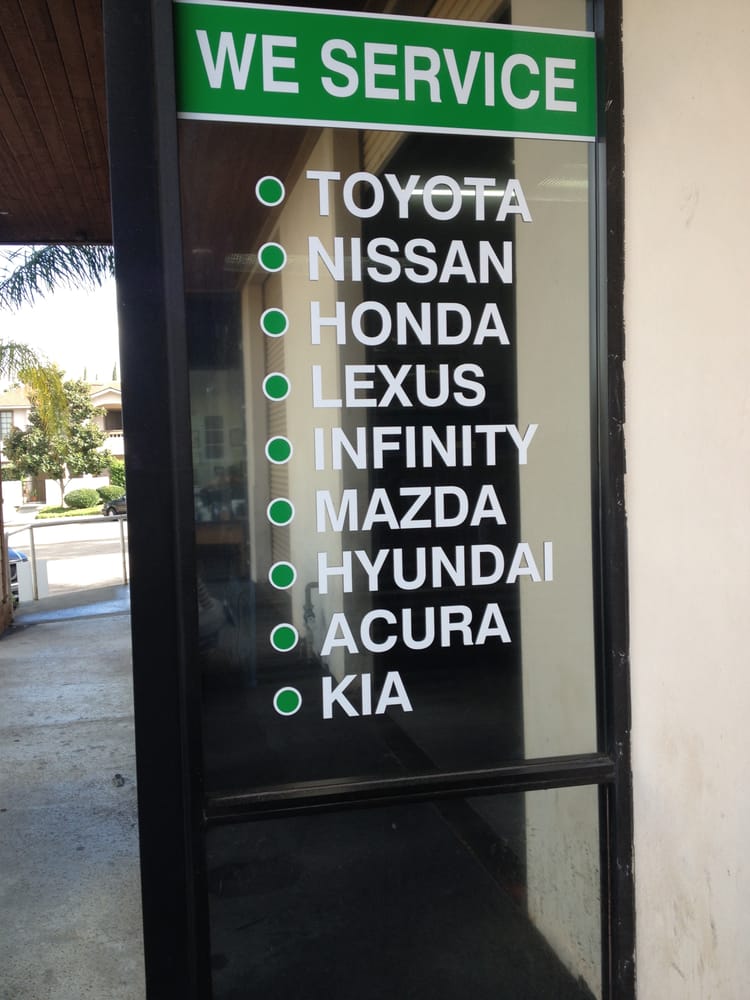 WE SERVICE
TOYOTA
NISSAN
HONDA
LEXUS
INFINITY
MAZDA
HYUNDAI
ACURA
KIA